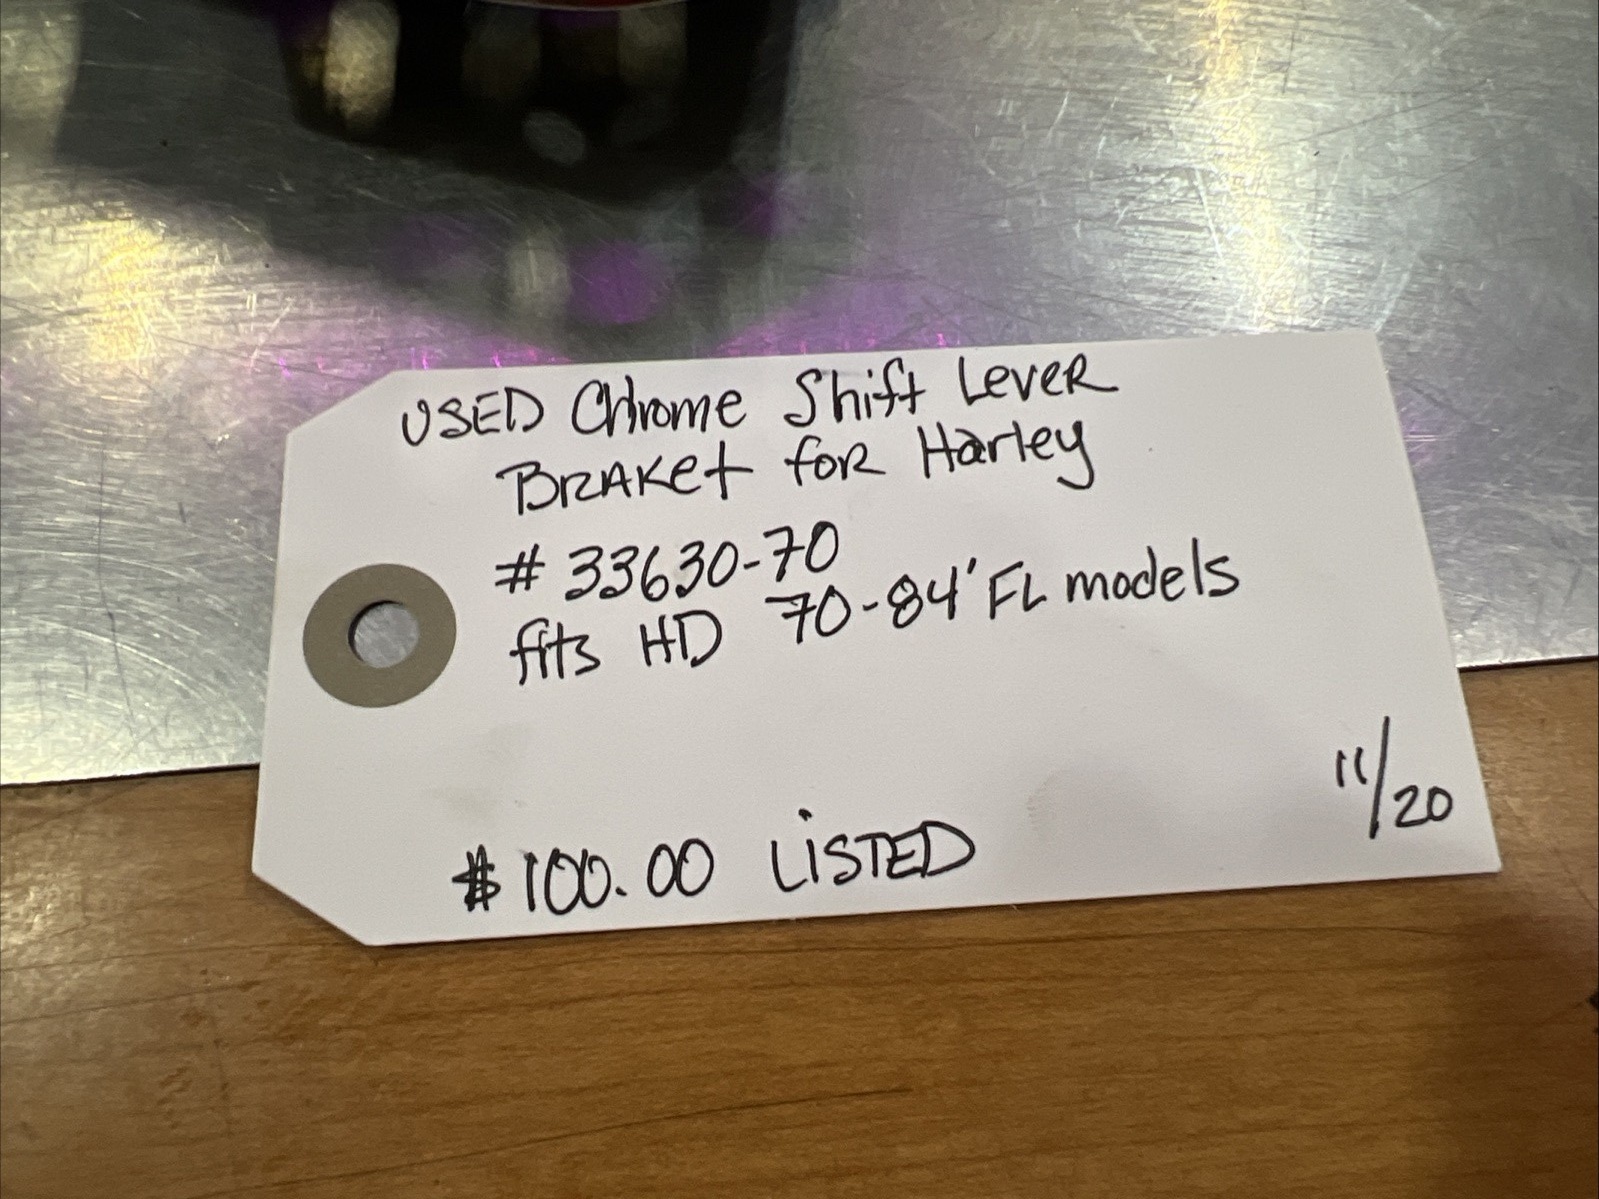 USED Chrome Shift Lever
BRAKet for Harley
# 33630-70
fits HD 70-84' FL models
11/20
$100.00 LiSTED